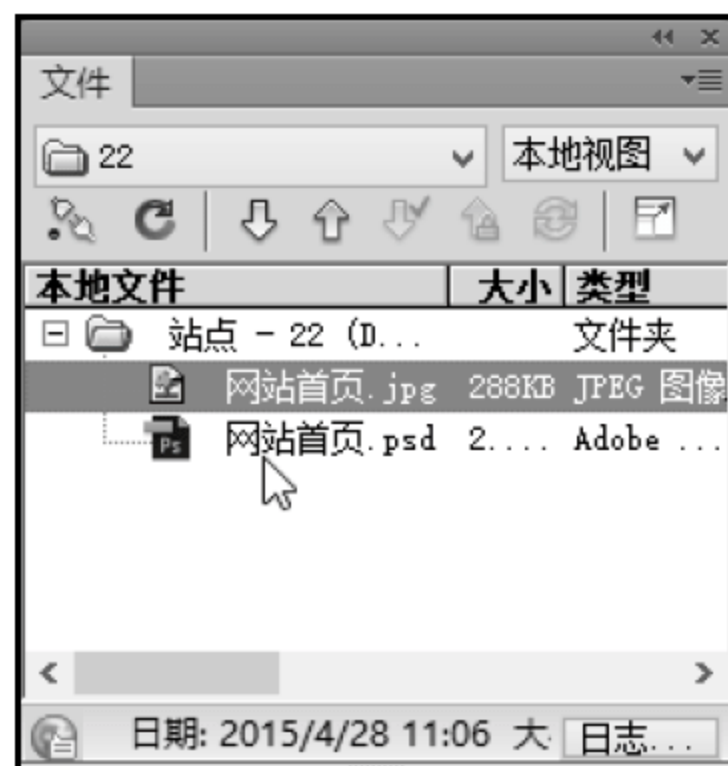 文件
22 本地视图
本地文件 大小 类型
站点 - 22 (D... 文件夹
网站首页.jpg 288KB JPEG 图像
Ps 网站首页.psd 2.... Adobe ...
日期: 2015/4/28 11:06 大 日志...